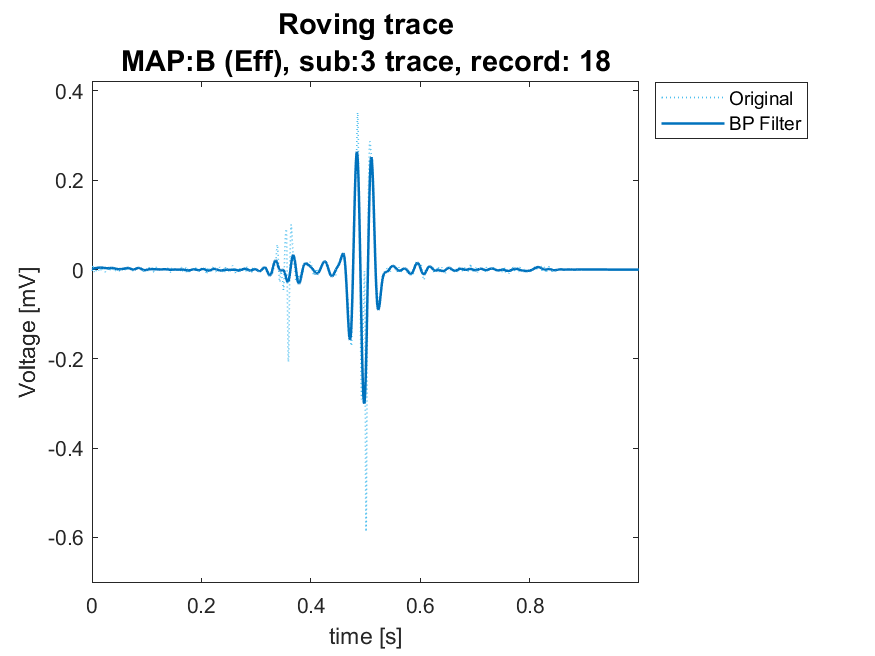 Roving trace
MAP:B (Eff), sub:3 trace, record: 18
Original
BP Filter
0.4
0.2
0
-0.2
-0.4
-0.6
Voltage [mV]
0
0.2
0.4
0.6
0.8
time [s]